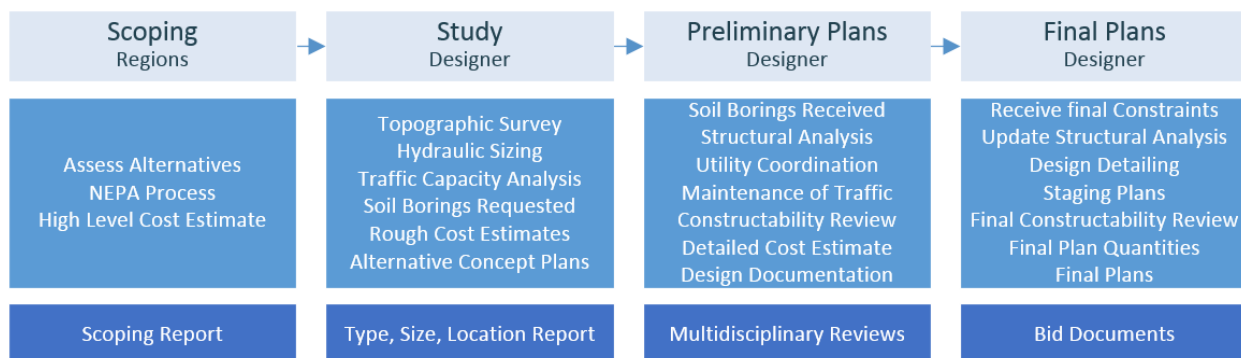 Scoping
Regions
Study
Designer
Preliminary Plans
Designer
Final Plans
Designer
Assess Alternatives
NEPA Process
High Level Cost Estimate
Topographic Survey
Hydraulic Sizing
Traffic Capacity Analysis
Soil Borings Requested
Rough Cost Estimates
Alternative Concept Plans
Soil Borings Received
Structural Analysis
Utility Coordination
Maintenance of Traffic
Constructability Review
Detailed Cost Estimate
Design Documentation
Receive final Constraints
Update Structural Analysis
Design Detailing
Staging Plans
Final Constructability Review
Final Plan Quantities
Final Plans
Scoping Report
Type, Size, Location Report
Multidisciplinary Reviews
Bid Documents